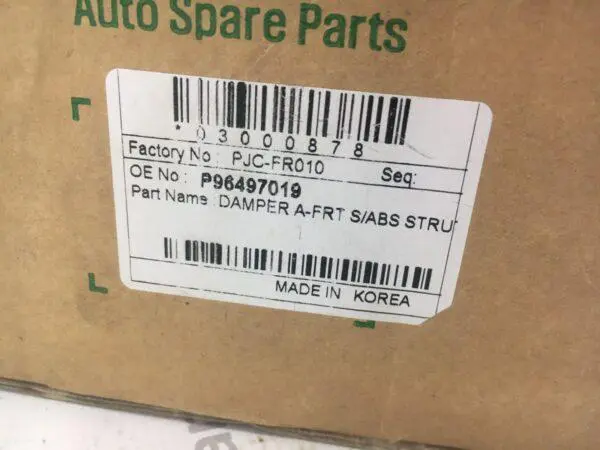 Auto Spare Parts
*03000878
Factory No : PJC-FR010 Seq:
OE No : P96497019
Part Name : DAMPER A-FRT S/ABS STRUT
MADE IN KOREA